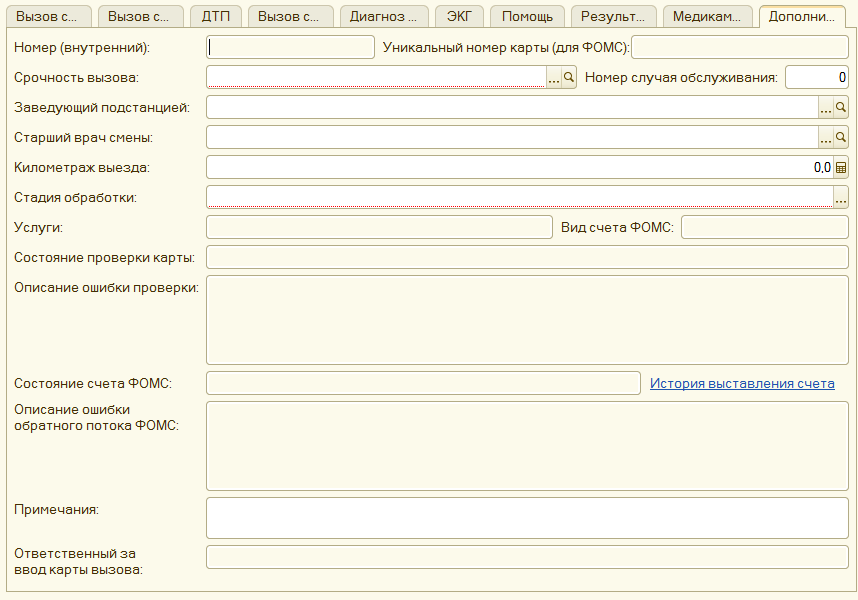 Вызов с... Вызов с... ДТП Вызов с... Диагноз ... ЭКГ Помощь Результ... Медикам... Дополни...
Номер (внутренний): Уникальный номер карты (для ФОМС):
Срочность вызова: ... Номер случая обслуживания: 0
Заведующий подстанцией: ...
Старший врач смены: ...
Километраж выезда: 0,0
Стадия обработки: ...
Услуги: Вид счета ФОМС:
Состояние проверки карты:
Описание ошибки проверки:
Состояние счета ФОМС: История выставления счета
Описание ошибки
обратного потока ФОМС:
Примечания:
Ответственный за
ввод карты вызова: